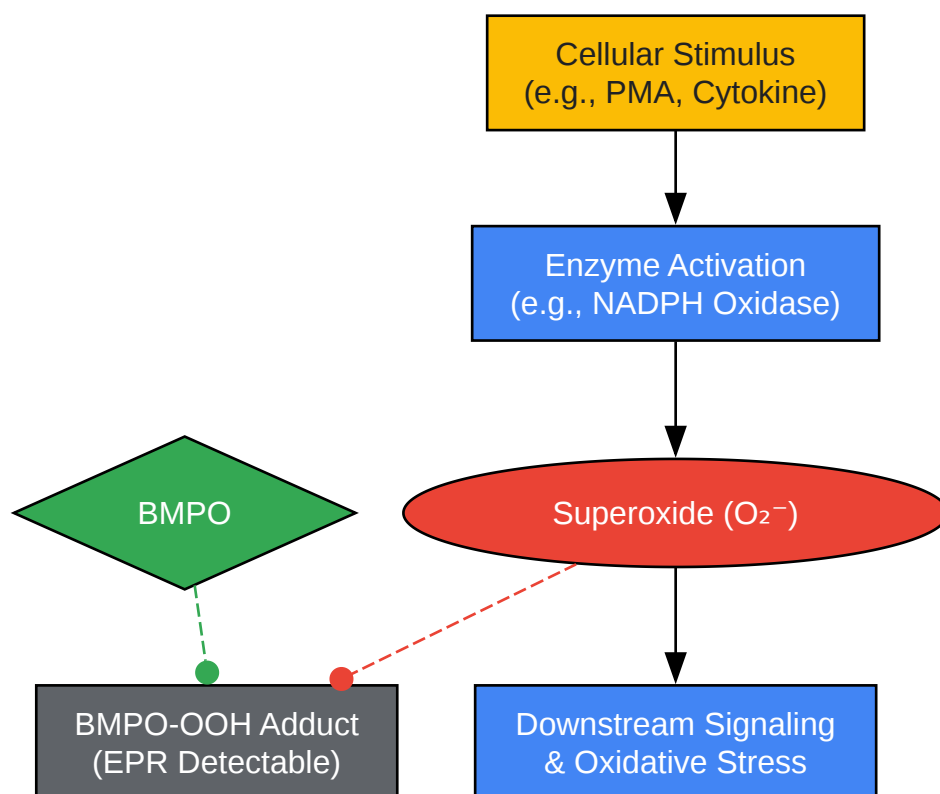 Cellular Stimulus
(e.g., PMA, Cytokine)
Enzyme Activation
(e.g., NADPH Oxidase)
BMPO
Superoxide (O₂⁻)
BMPO-OOH Adduct
(EPR Detectable)
Downstream Signaling
& Oxidative Stress